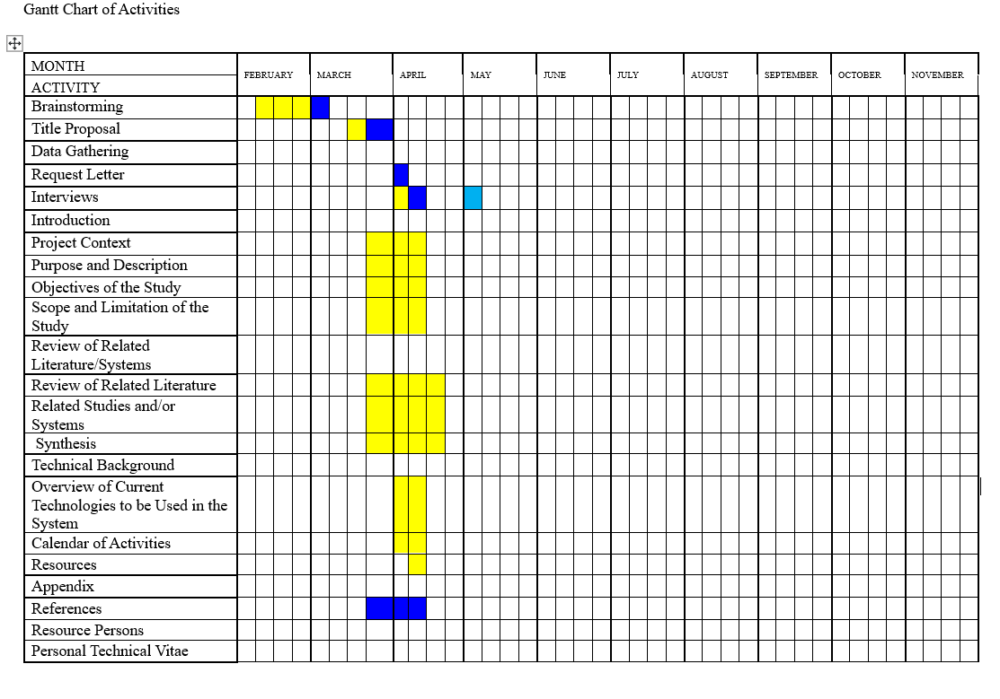 Gantt Chart of Activities
MONTH
FEBRUARY MARCH APRIL MAY JUNE JULY AUGUST SEPTEMBER OCTOBER NOVEMBER
ACTIVITY
Brainstorming
Title Proposal
Data Gathering
Request Letter
Interviews
Introduction
Project Context
Purpose and Description
Objectives of the Study
Scope and Limitation of the
Study
Review of Related
Literature/Systems
Review of Related Literature
Related Studies and/or
Systems
Synthesis
Technical Background
Overview of Current
Technologies to be Used in the
System
Calendar of Activities
Resources
Appendix
References
Resource Persons
Personal Technical Vitae